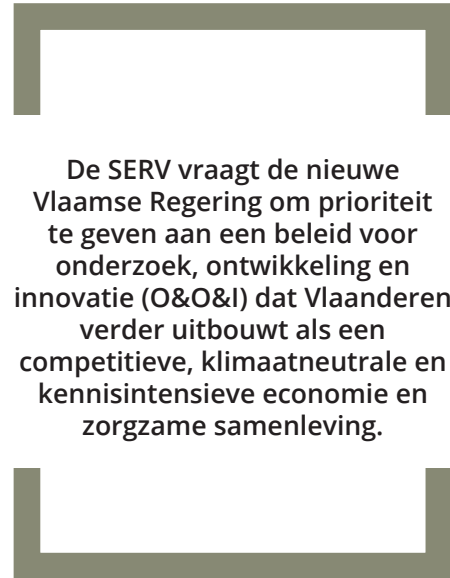 De SERV vraagt de nieuwe
Vlaamse Regering om prioriteit
te geven aan een beleid voor
onderzoek, ontwikkeling en
innovatie (O&O&I) dat Vlaanderen
verder uitbouwt als een
competitieve, klimaatneutrale en
kennisintensieve economie en
zorgzame samenleving.